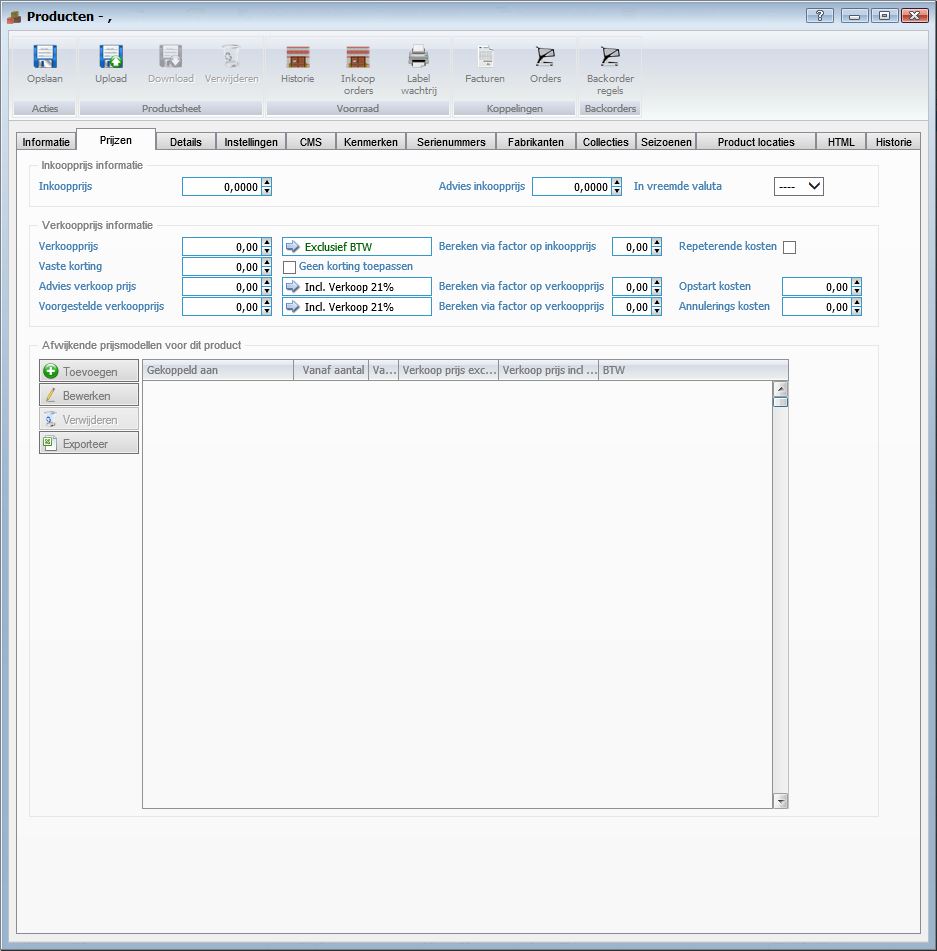 Producten - ,
?
Opslaan Upload Download Verwijderen Historie Inkoop orders Label wachtrij Facturen Orders Backorder regels
Acties Productsheet Voorraad Koppelingen Backorders
Informatie Prijzen Details Instellingen CMS Kenmerken Serienummers Fabrikanten Collecties Seizoenen Product locaties HTML Historie
Inkoopprijs informatie
Inkoopprijs 0,0000 Advies inkoopprijs 0,0000 In vreemde valuta ----
Verkoopprijs informatie
Verkoopprijs 0,00 Exclusief BTW Bereken via factor op inkoopprijs 0,00 Repeterende kosten
Vaste korting 0,00 Geen korting toepassen
Advies verkoop prijs 0,00 Incl. Verkoop 21% Bereken via factor op verkoopprijs 0,00 Opstart kosten 0,00
Voorgestelde verkoopprijs 0,00 Incl. Verkoop 21% Bereken via factor op verkoopprijs 0,00 Annulerings kosten 0,00
Afwijkende prijsmodellen voor dit product
Toevoegen Gekoppeld aan Vanaf aantal Va... Verkoop prijs exc... Verkoop prijs incl ... BTW
Bewerken
Verwijderen
Exporteer